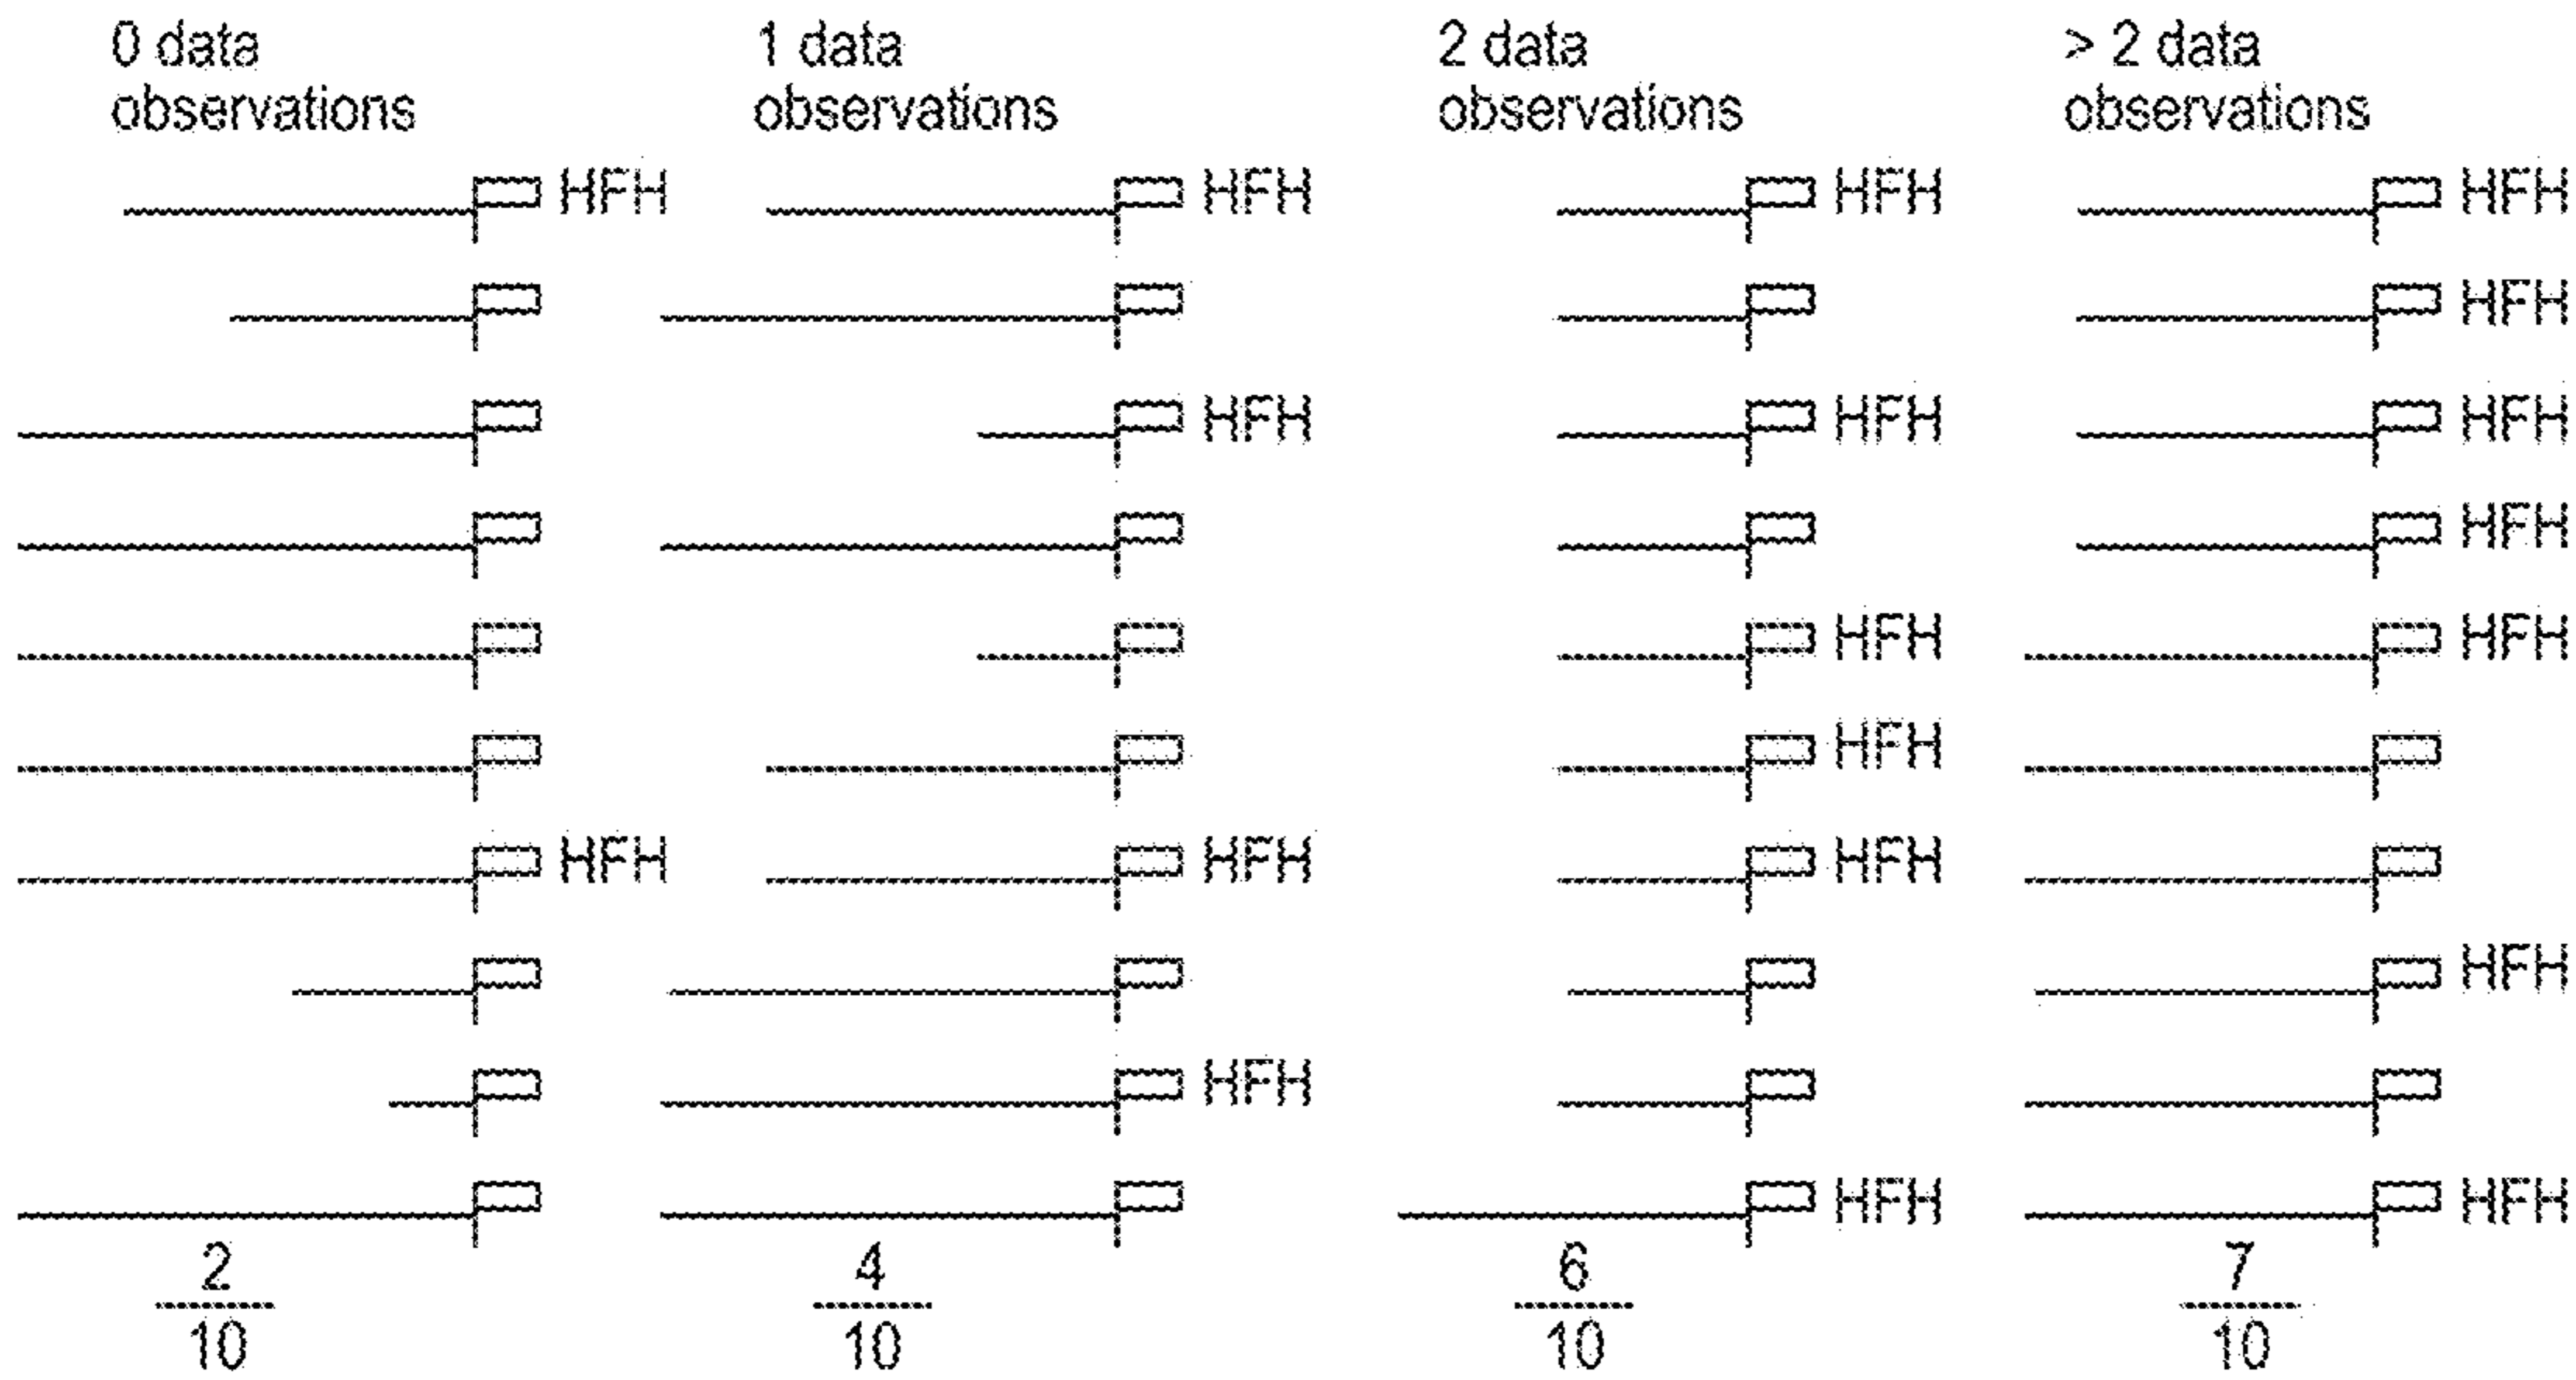 0 data
observations
1 data
observations
2 data
observations
> 2 data
observations
HFH HFH HFH HFH
HFH
HFH HFH HFH
HFH
HFH HFH
HFH
HFH HFH HFH
HFH
HFH
HFH HFH
2 4 6 7
10 10 10 10